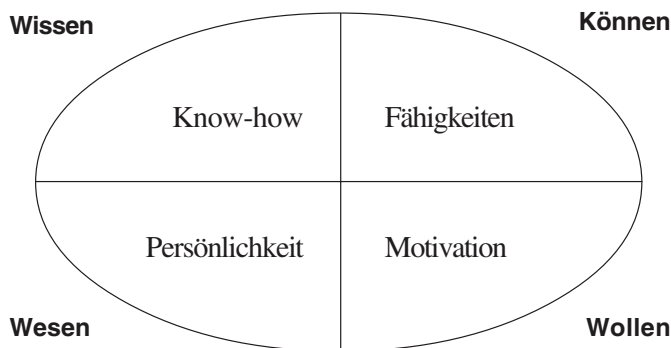 Wissen
Können
Know-how
Fähigkeiten
Persönlichkeit
Motivation
Wesen
Wollen